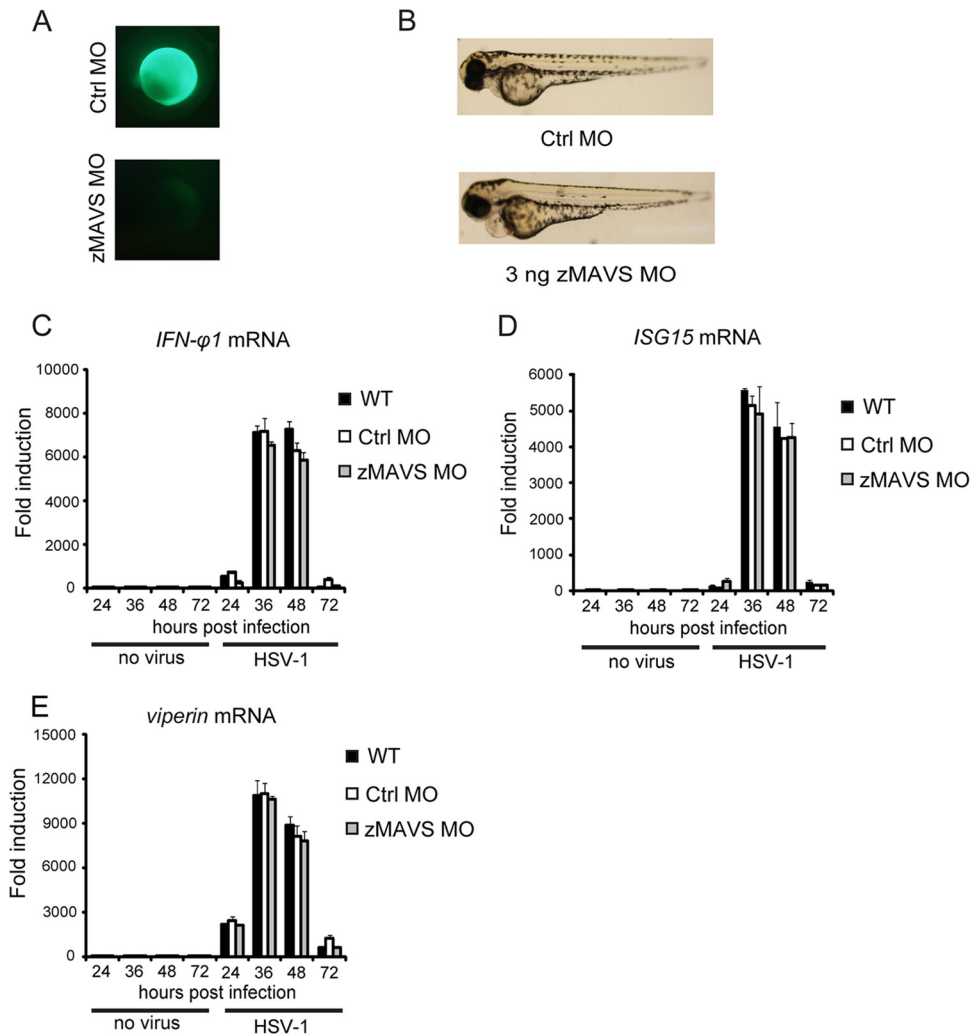 A
Ctrl MO
zMAVS MO
B
Ctrl MO
3 ng zMAVS MO
C
IFN-φ1 mRNA
Fold induction
10000
8000
6000
4000
2000
0
24 36 48 72 24 36 48 72
hours post infection
no virus HSV-1
WT
Ctrl MO
zMAVS MO
D
ISG15 mRNA
Fold induction
6000
5000
4000
3000
2000
1000
0
24 36 48 72 24 36 48 72
hours post infection
no virus HSV-1
WT
Ctrl MO
zMAVS MO
E
viperin mRNA
Fold induction
15000
12000
9000
6000
3000
0
24 36 48 72 24 36 48 72
hours post infection
no virus HSV-1
WT
Ctrl MO
zMAVS MO